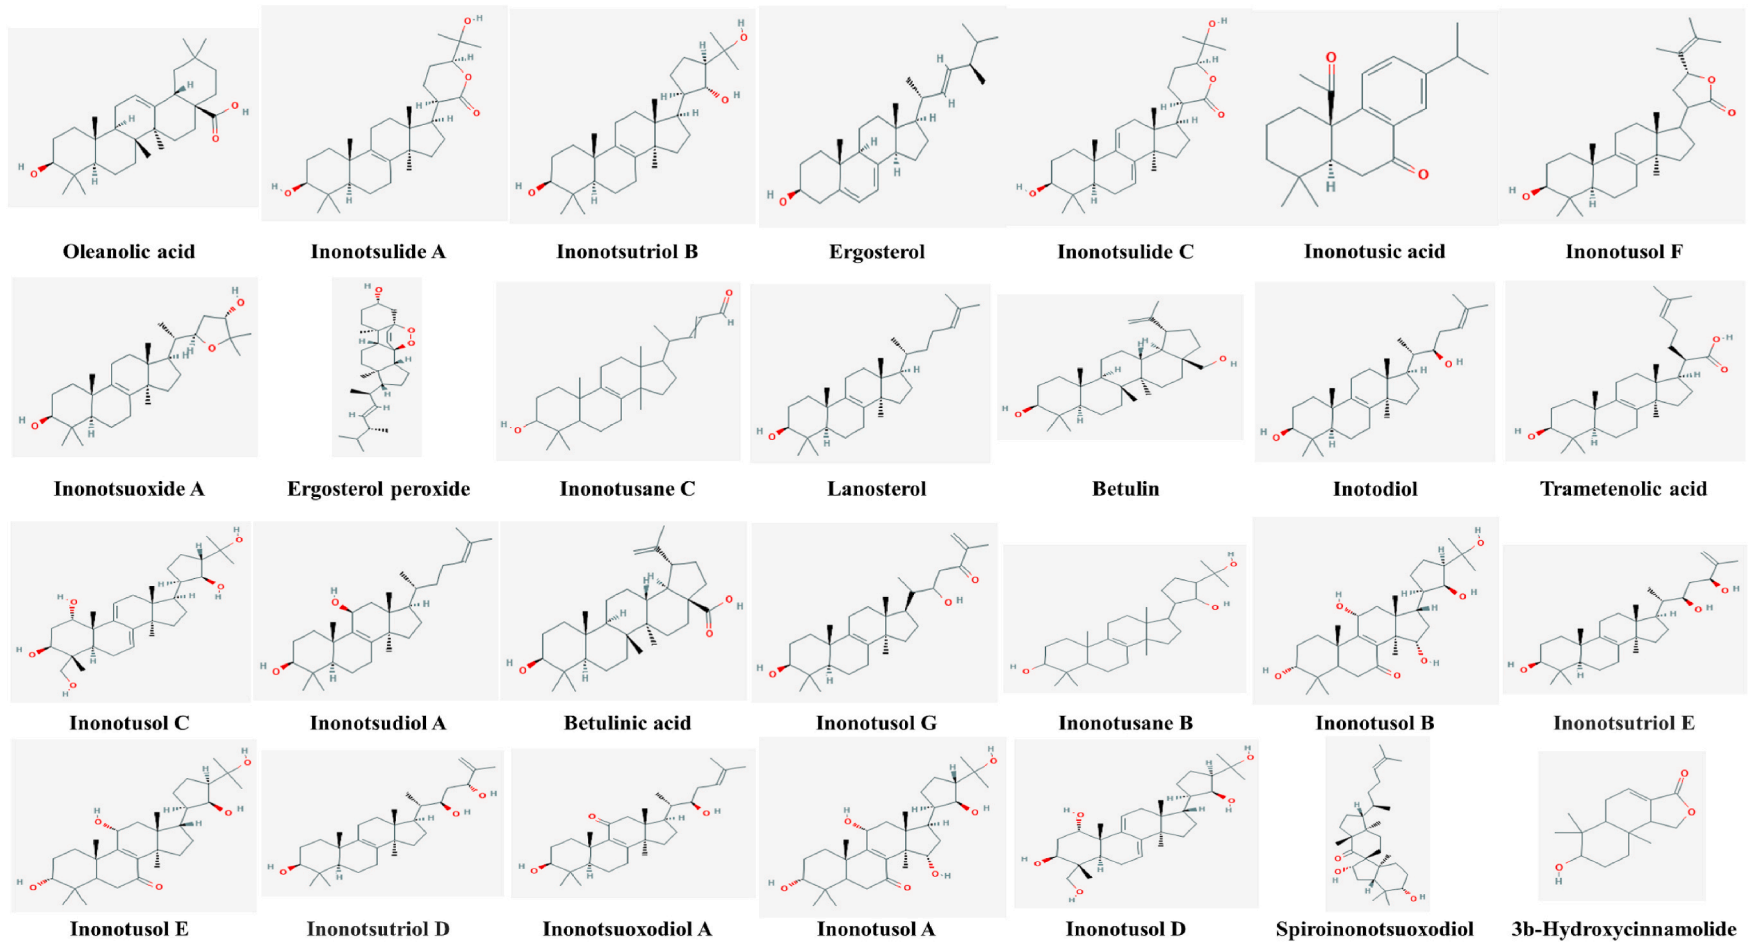 Oleanolic acid
Inonotsulide A
Inonotsutriol B
Ergosterol
Inonotsulide C
Inonotusic acid
Inonotusol F
Inonotsuoxide A
Ergosterol peroxide
Inonotusane C
Lanosterol
Betulin
Inotodiol
Trametenolic acid
Inonotusol C
Inonotsudiol A
Betulinic acid
Inonotusol G
Inonotusane B
Inonotusol B
Inonotsutriol E
Inonotusol E
Inonotsutriol D
Inonotsuoxodiol A
Inonotusol A
Inonotusol D
Spiroinonotsuoxodiol
3b-Hydroxycinnamolide